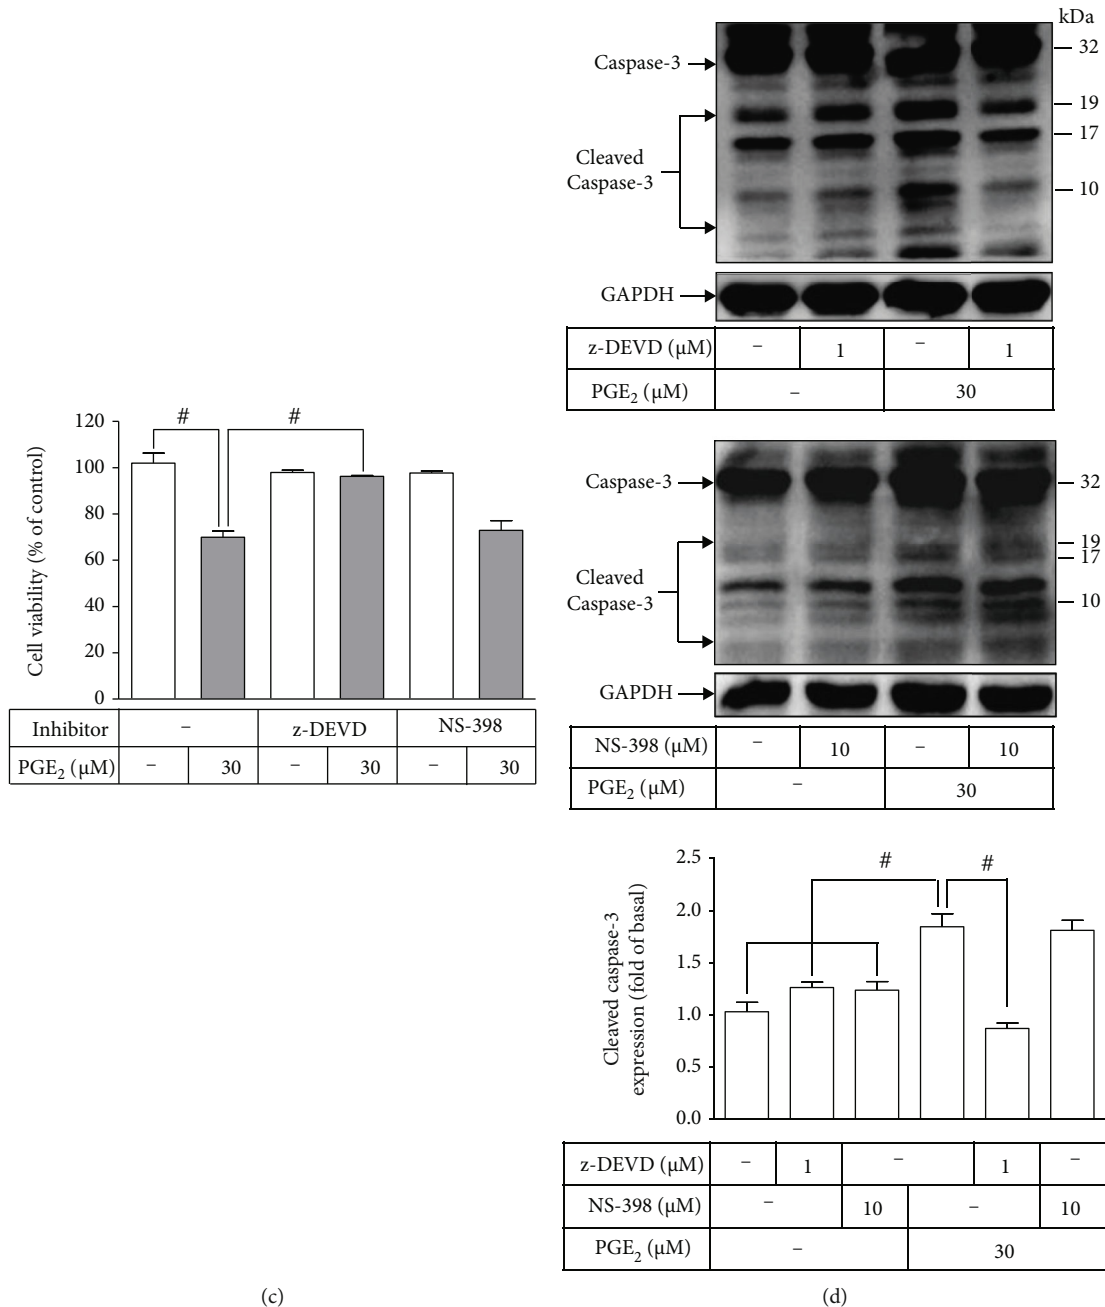 120
100
80
60
40
20
0
Cell viability (% of control)
# #
Inhibitor – z-DEVD NS-398
PGE2 (μM) – 30 – 30 – 30
(c)
kDa
Caspase-3 32
19
17
Cleaved
Caspase-3
10
GAPDH
z-DEVD (μM) – 1 – 1
PGE2 (μM) – 30
Caspase-3 32
19
17
Cleaved
Caspase-3
10
GAPDH
NS-398 (μM) – 10 – 10
PGE2 (μM) – 30
2.5
2.0
1.5
1.0
0.5
0.0
Cleaved caspase-3
expression (fold of basal)
# #
z-DEVD (μM) – 1 – 1 –
NS-398 (μM) – 10 – 10
PGE2 (μM) – 30
(d)